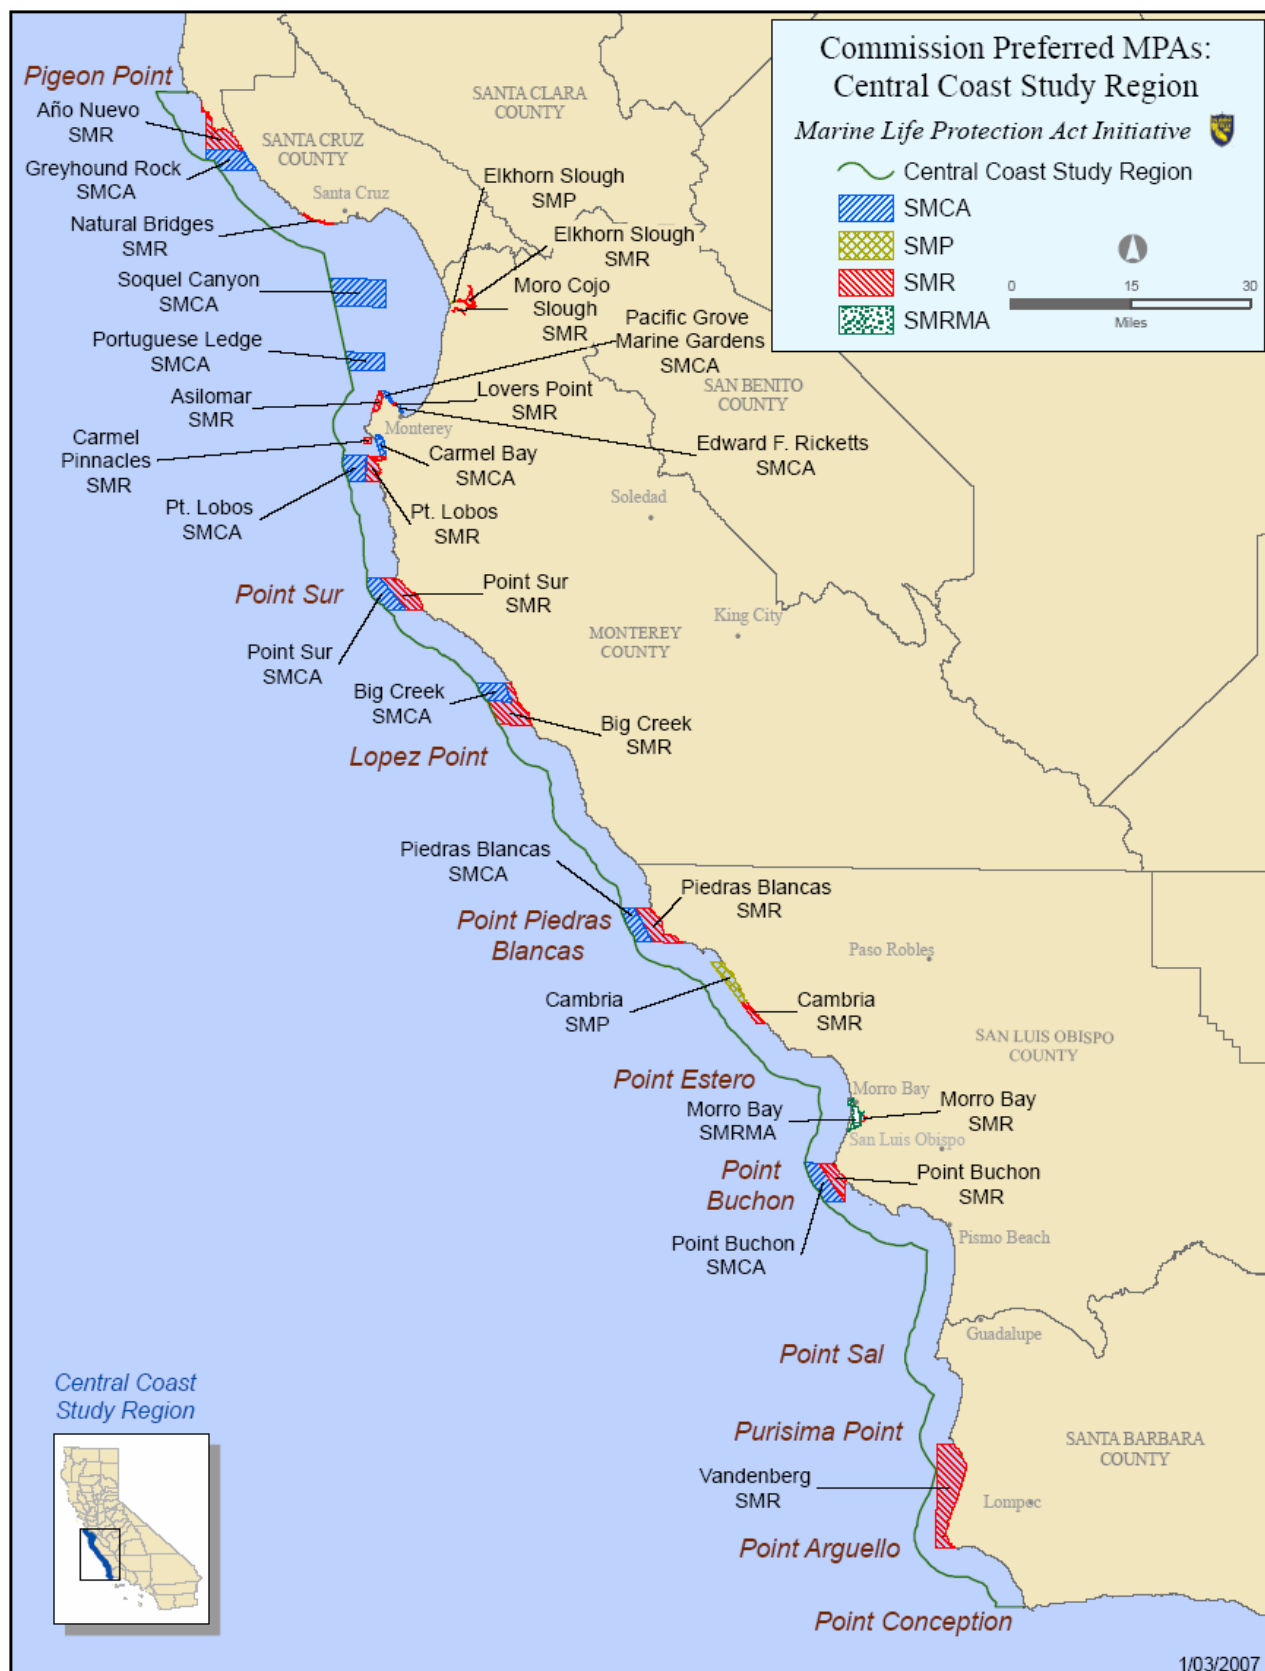 Commission Preferred MPAs:
Central Coast Study Region
Marine Life Protection Act Initiative
Central Coast Study Region
SMCA
SMP
SMR
SMRMA
0 15 30
Miles
Pigeon Point
Año Nuevo
SMR
Greyhound Rock
SMCA
Natural Bridges
SMR
Soquel Canyon
SMCA
Portuguese Ledge
SMCA
Asilomar
SMR
Carmel
Pinnacles
SMR
Pt. Lobos
SMCA
SANTA CLARA
COUNTY
SANTA CRUZ
COUNTY
Santa Cruz
Elkhorn Slough
SMP
Elkhorn Slough
SMR
Moro Cojo
Slough
SMR
Pacific Grove
Marine Gardens
SMCA
Lovers Point
SMR
Monterey
SAN BENITO
COUNTY
Edward F. Ricketts
SMCA
Carmel Bay
SMCA
Pt. Lobos
SMR
Soledad
Point Sur
Point Sur
SMR
Point Sur
SMCA
King City
MONTEREY
COUNTY
Big Creek
SMCA
Big Creek
SMR
Lopez Point
Piedras Blancas
SMCA
Piedras Blancas
SMR
Point Piedras
Blancas
Paso Robles
Cambria
SMP
Cambria
SMR
SAN LUIS OBISPO
COUNTY
Point Estero
Morro Bay
Morro Bay
SMRMA
Morro Bay
SMR
San Luis Obispo
Point
Buchon
Point Buchon
SMR
Point Buchon
SMCA
Pismo Beach
Guadalupe
Point Sal
Purisima Point
SANTA BARBARA
COUNTY
Vandenberg
SMR
Lompoc
Point Arguello
Point Conception
Central Coast
Study Region
1/03/2007